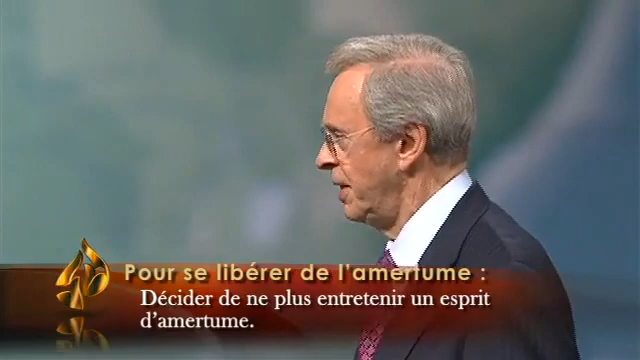 Pour se libérer de l'amertume :
Décider de ne plus entretenir un esprit
d'amertume.